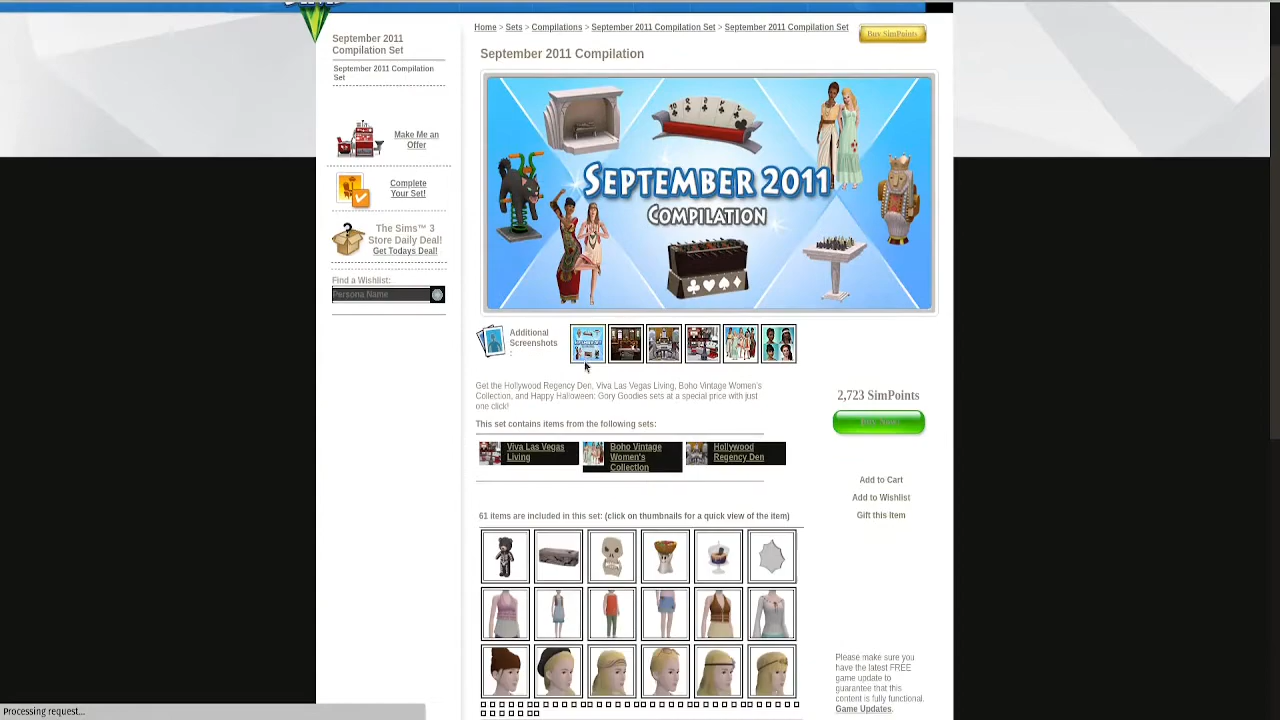 Home > Sets > Compilations > September 2011 Compilation Set > September 2011 Compilation Set
Buy SimPoints
September 2011
Compilation Set
September 2011 Compilation
Set
Make Me an
Offer
Complete
Your Set!
The Sims™ 3
Store Daily Deal!
Get Todays Deal!
Find a Wishlist:
Persona Name
September 2011 Compilation
September 2011
Compilation
Additional
Screenshots
:
Get the Hollywood Regency Den, Viva Las Vegas Living, Boho Vintage Women's
Collection, and Happy Halloween: Gory Goodies sets at a special price with just
one click!
This set contains items from the following sets:
Viva Las Vegas
Living
Boho Vintage
Women's
Collection
Hollywood
Regency Den
61 items are included in this set: (click on thumbnails for a quick view of the item)
2,723 SimPoints
Buy Now
Add to Cart
Add to Wishlist
Gift this Item
Please make sure you
have the latest FREE
game update to
guarantee that this
content is fully functional.
Game Updates.
Processing request...